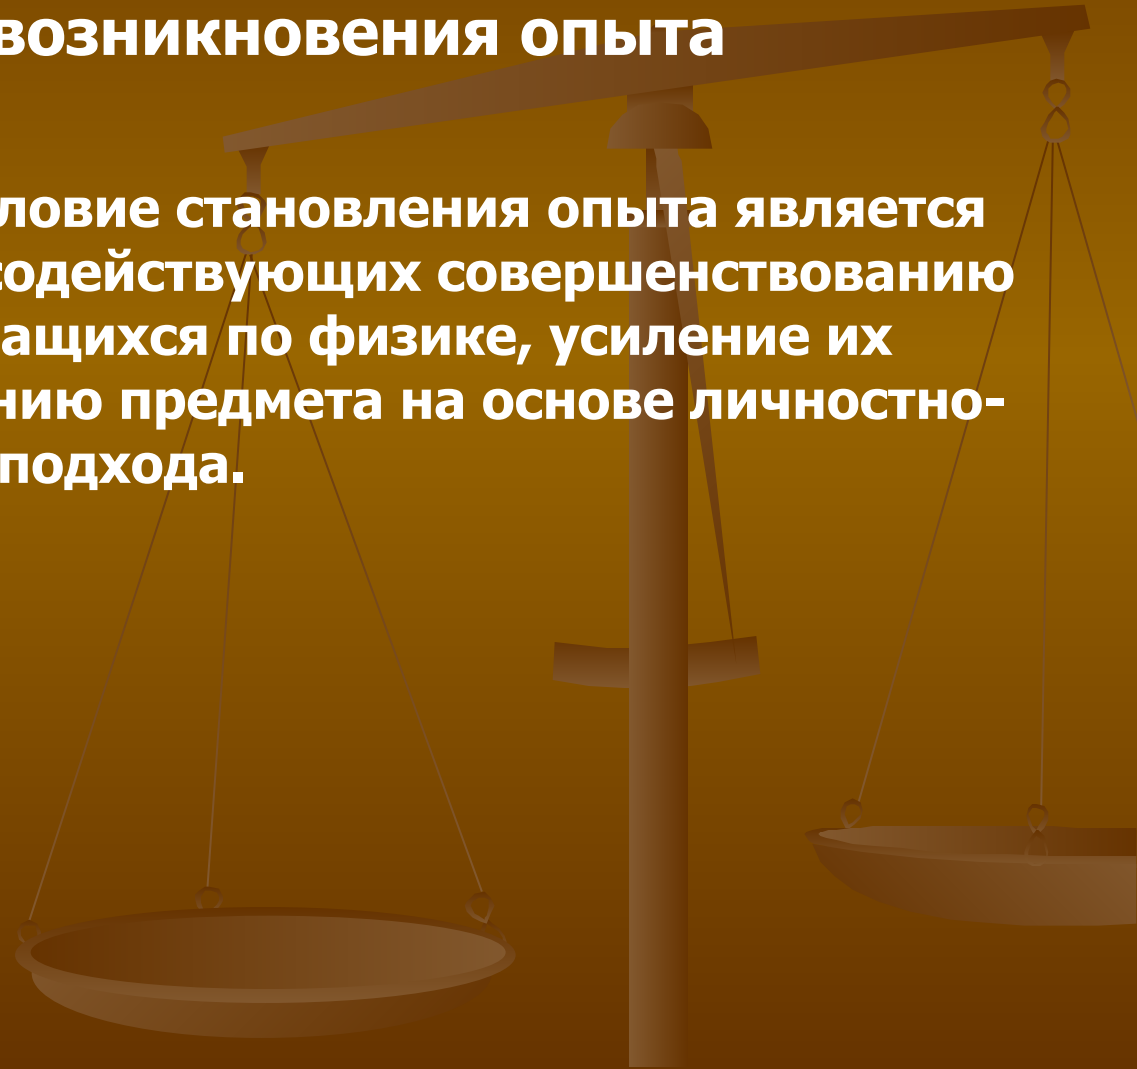 возникновения опыта
ловие становления опыта является
содействующих совершенствованию
ащихся по физике, усиление их
нию предмета на основе личностно-
подхода.